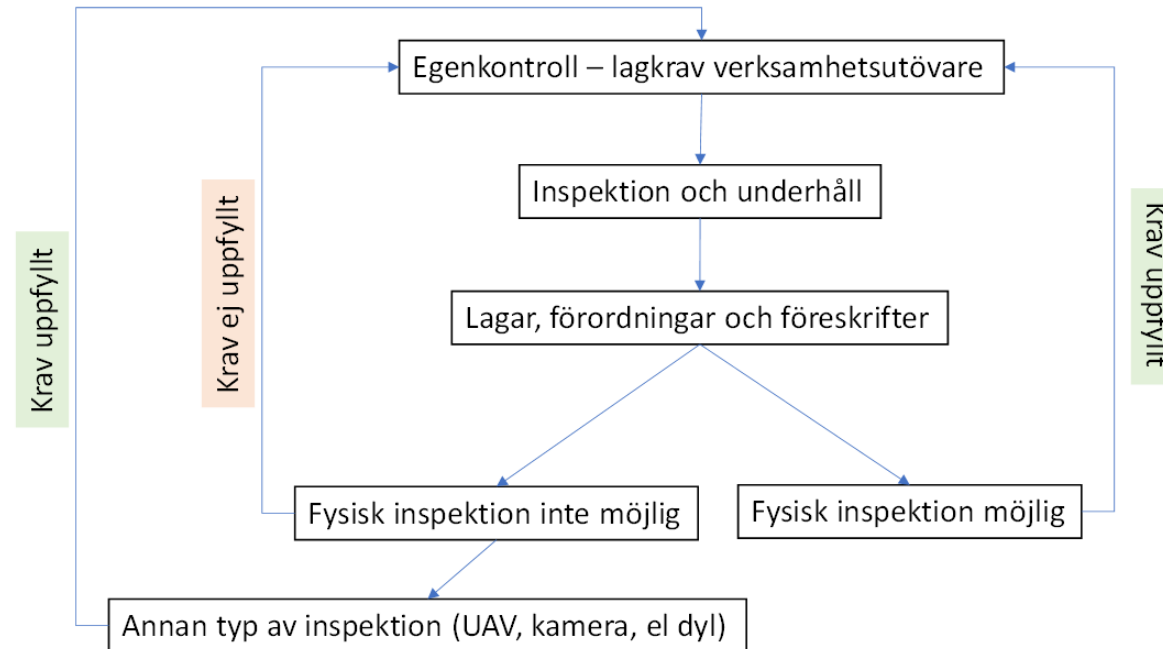 Egenkontroll – lagkrav verksamhetsutövare
Inspektion och underhåll
Lagar, förordningar och föreskrifter
Fysisk inspektion inte möjlig
Fysisk inspektion möjlig
Annan typ av inspektion (UAV, kamera, el dyl)
Krav uppfyllt
Krav ej uppfyllt
Krav uppfyllt